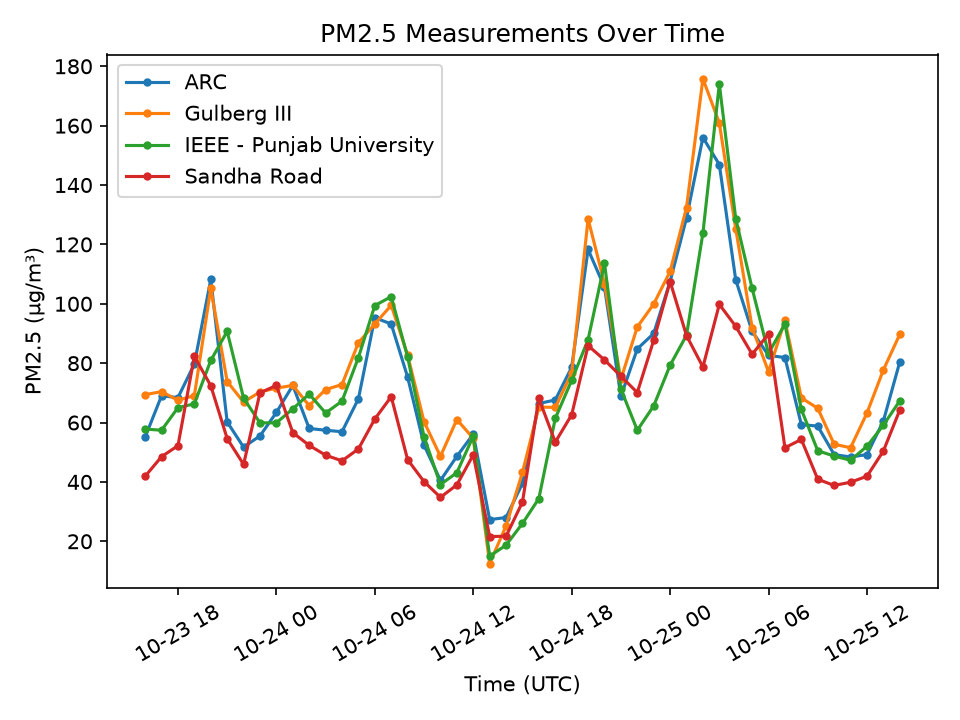 PM2.5 Measurements Over Time
ARC
Gulberg III
IEEE - Punjab University
Sandha Road
PM2.5 (µg/m³)
180
160
140
120
100
80
60
40
20
10-23 18
10-24 00
10-24 06
10-24 12
10-24 18
10-25 00
10-25 06
10-25 12
Time (UTC)